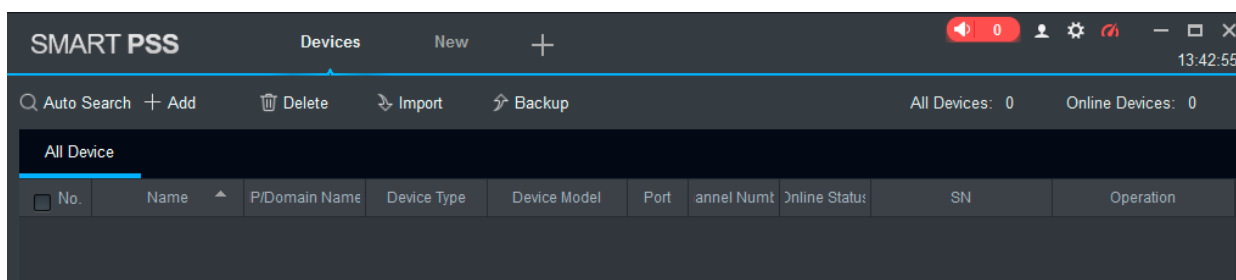 SMART PSS Devices New 0
13:42:55
Auto Search Add Delete Import Backup All Devices: 0 Online Devices: 0
All Device
No. Name P/Domain Name Device Type Device Model Port annel Numb Online Status SN Operation